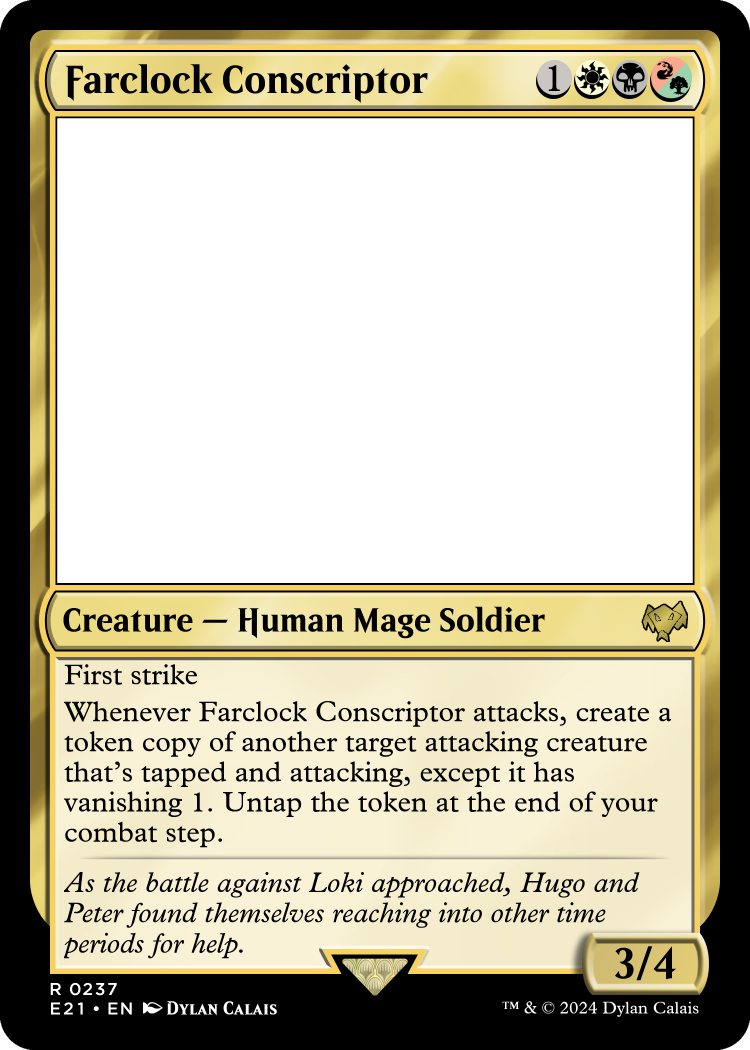 Farclock Conscriptor 1
Creature — Human Mage Soldier
First strike
Whenever Farclock Conscriptor attacks, create a
token copy of another target attacking creature
that's tapped and attacking, except it has
vanishing 1. Untap the token at the end of your
combat step.
As the battle against Loki approached, Hugo and
Peter found themselves reaching into other time
periods for help.
3/4
R 0237
E21 • EN DYLAN CALAIS
™ & © 2024 Dylan Calais